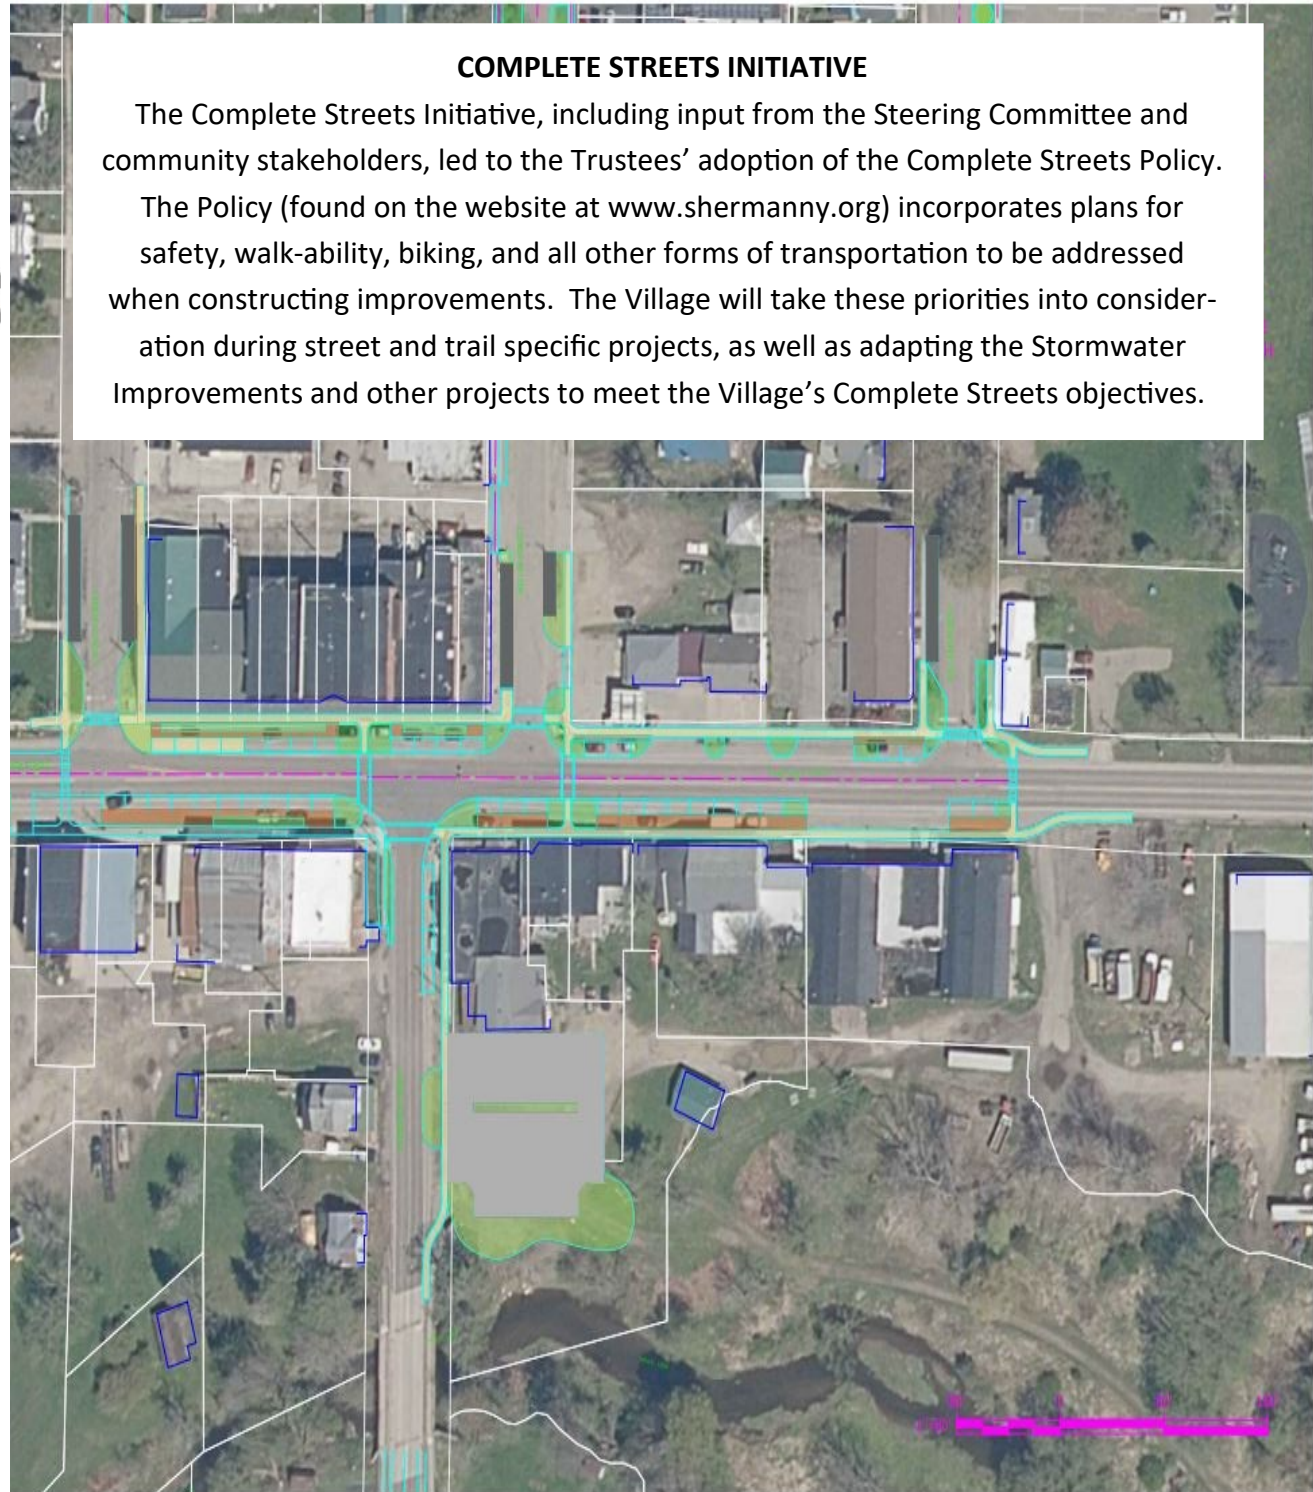 COMPLETE STREETS INITIATIVE
The Complete Streets Initiative, including input from the Steering Committee and
community stakeholders, led to the Trustees’ adoption of the Complete Streets Policy.
The Policy (found on the website at www.shermanny.org) incorporates plans for
safety, walk-ability, biking, and all other forms of transportation to be addressed
when constructing improvements.  The Village will take these priorities into consider-
ation during street and trail specific projects, as well as adapting the Stormwater
Improvements and other projects to meet the Village’s Complete Streets objectives.